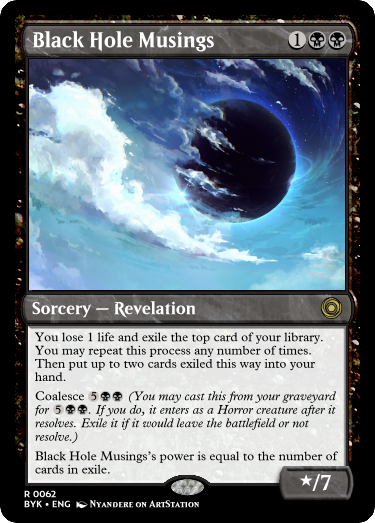 Black Hole Musings 1
Sorcery — Revelation
You lose 1 life and exile the top card of your library.
You may repeat this process any number of times.
Then put up to two cards exiled this way into your
hand.
Coalesce 5 (You may cast this from your graveyard
for 5. If you do, it enters as a Horror creature after it
resolves. Exile it if it would leave the battlefield or not
resolve.)
Black Hole Musings's power is equal to the number of
cards in exile.
★/7
R 0062
BYK • ENG Nyandere on ArtStation